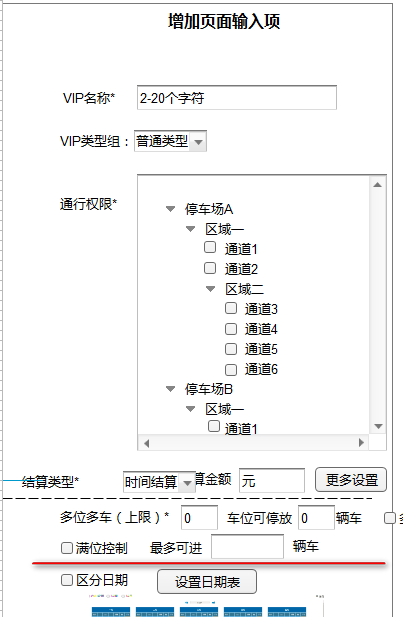 增加页面输入项
VIP名称* 2-20个字符
VIP类型组：普通类型
通行权限*
停车场A
区域一
通道1
通道2
区域二
通道3
通道4
通道5
通道6
停车场B
区域一
通道1
结算类型* 时间结算 算金额 元 更多设置
多位多车（上限）* 0 车位可停放 0 辆车
满位控制 最多可进 辆车
区分日期 设置日期表